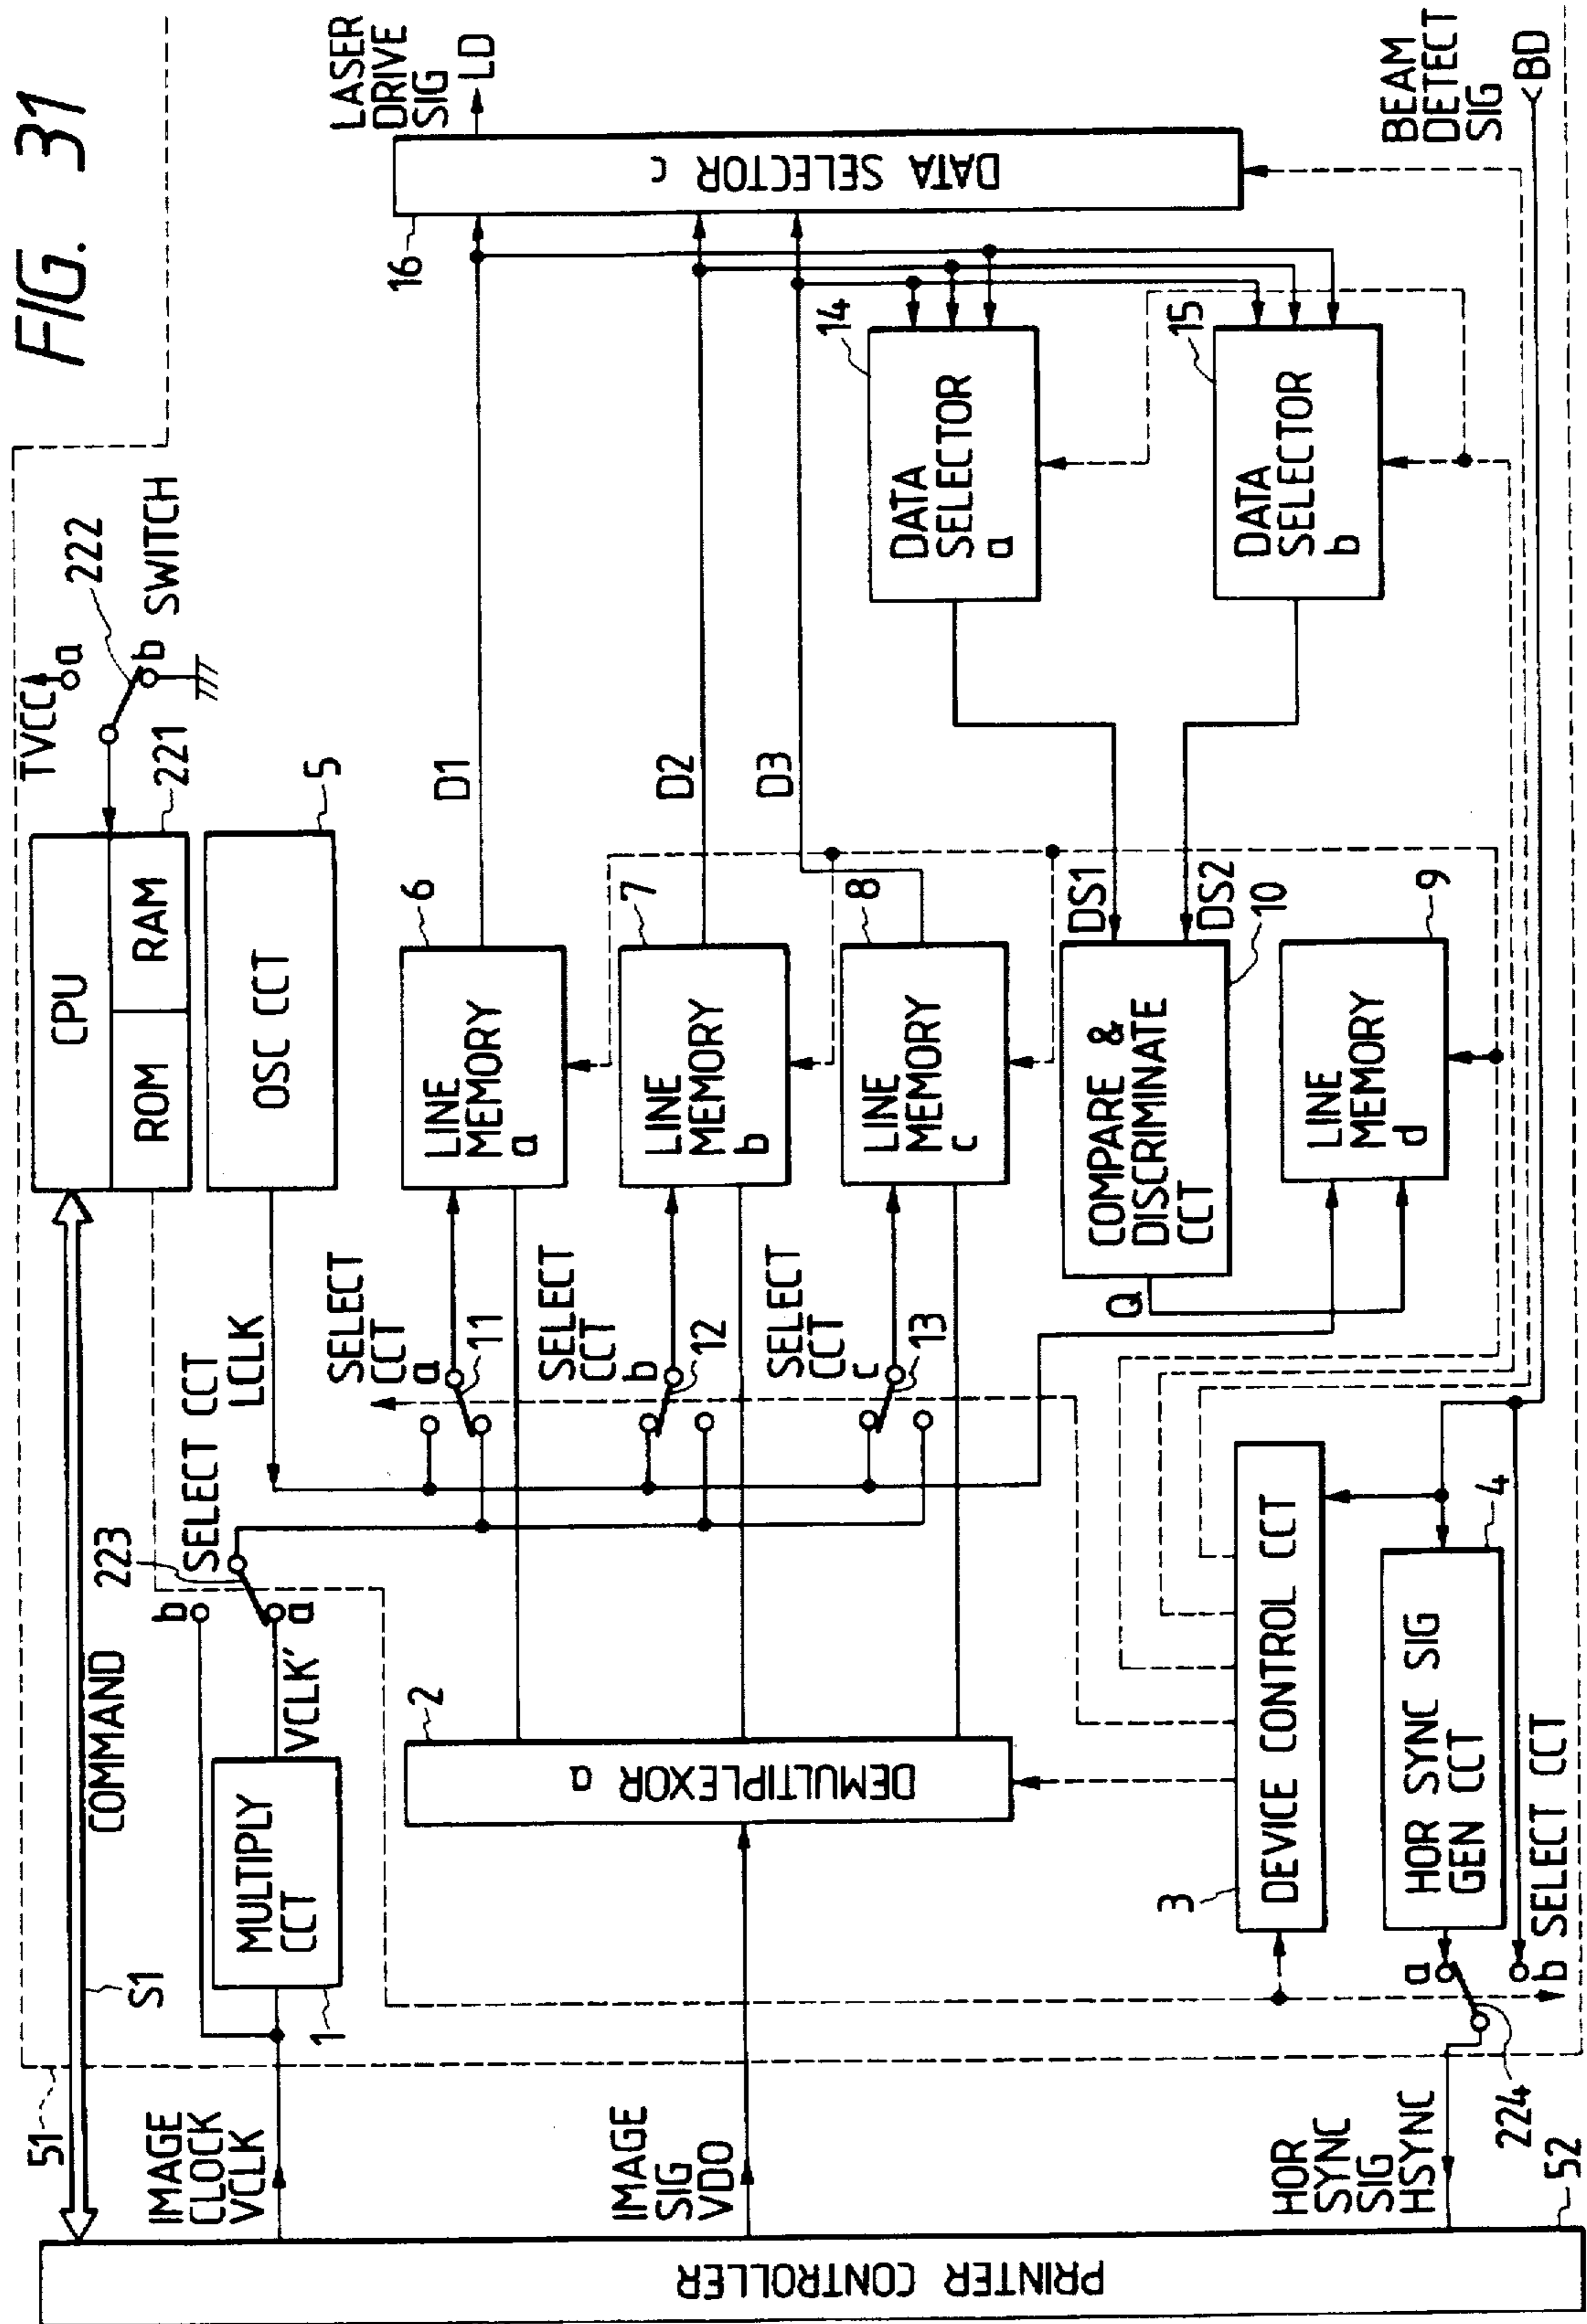 FIG. 31
51
S1
COMMAND
CPU
ROM
RAM
221
TVCC
a
b
222
SWITCH
IMAGE
CLOCK
VCLK
MULTIPLY
CCT
1
VCLK'
b
a
223
SELECT CCT
LCLK
OSC CCT
5
SELECT
CCT
a
11
LINE
MEMORY
a
6
D1
SELECT
CCT
b
12
LINE
MEMORY
b
7
D2
SELECT
CCT
c
13
LINE
MEMORY
c
8
D3
IMAGE
SIG
VDO
DEMULTIPLEXOR a
2
DATA SELECTOR c
16
LASER
DRIVE
SIG
LD
DATA
SELECTOR
a
14
DATA
SELECTOR
b
15
DS1
DS2
COMPARE &
DISCRIMINATE
CCT
10
Q
LINE
MEMORY
d
9
DEVICE CONTROL CCT
3
HOR SYNC SIG
GEN CCT
4
a
b
SELECT CCT
224
HOR
SYNC
SIG
HSYNC
BEAM
DETECT
SIG
BD
PRINTER CONTROLLER
52